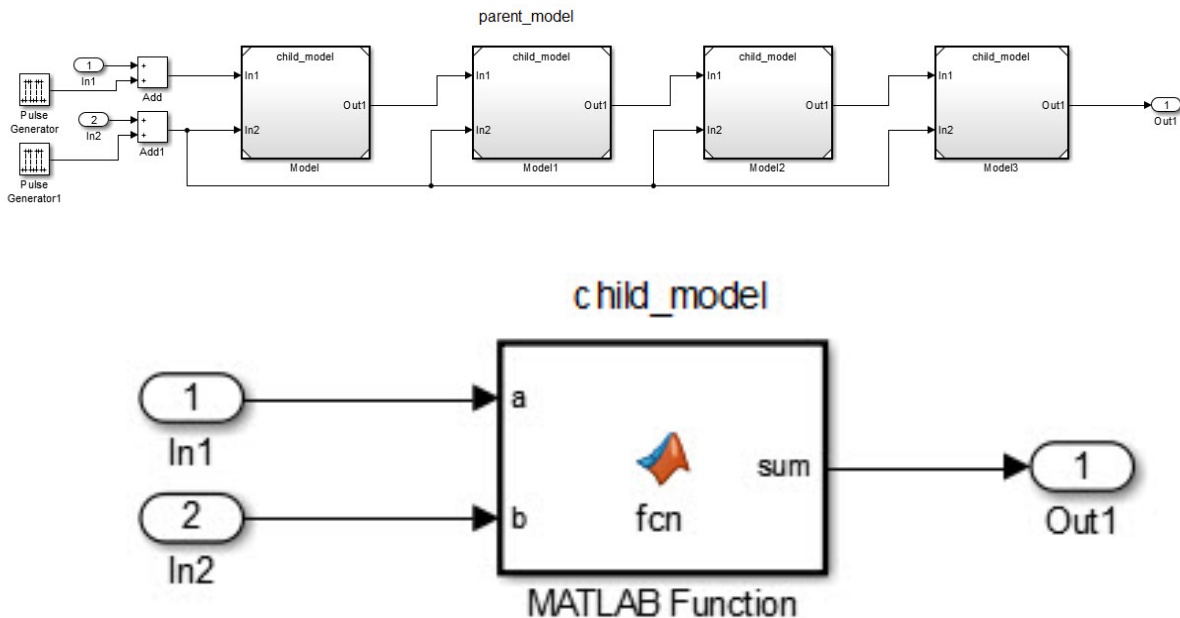 parent_model
1
In1
+
+
Add
Pulse
Generator
2
In2
+
+
Add1
Pulse
Generator1
child_model
In1
Out1
In2
Model
child_model
In1
Out1
In2
Model1
child_model
In1
Out1
In2
Model2
child_model
In1
Out1
In2
Model3
1
Out1
child_model
1
In1
2
In2
a
b
fcn
sum
MATLAB Function
1
Out1